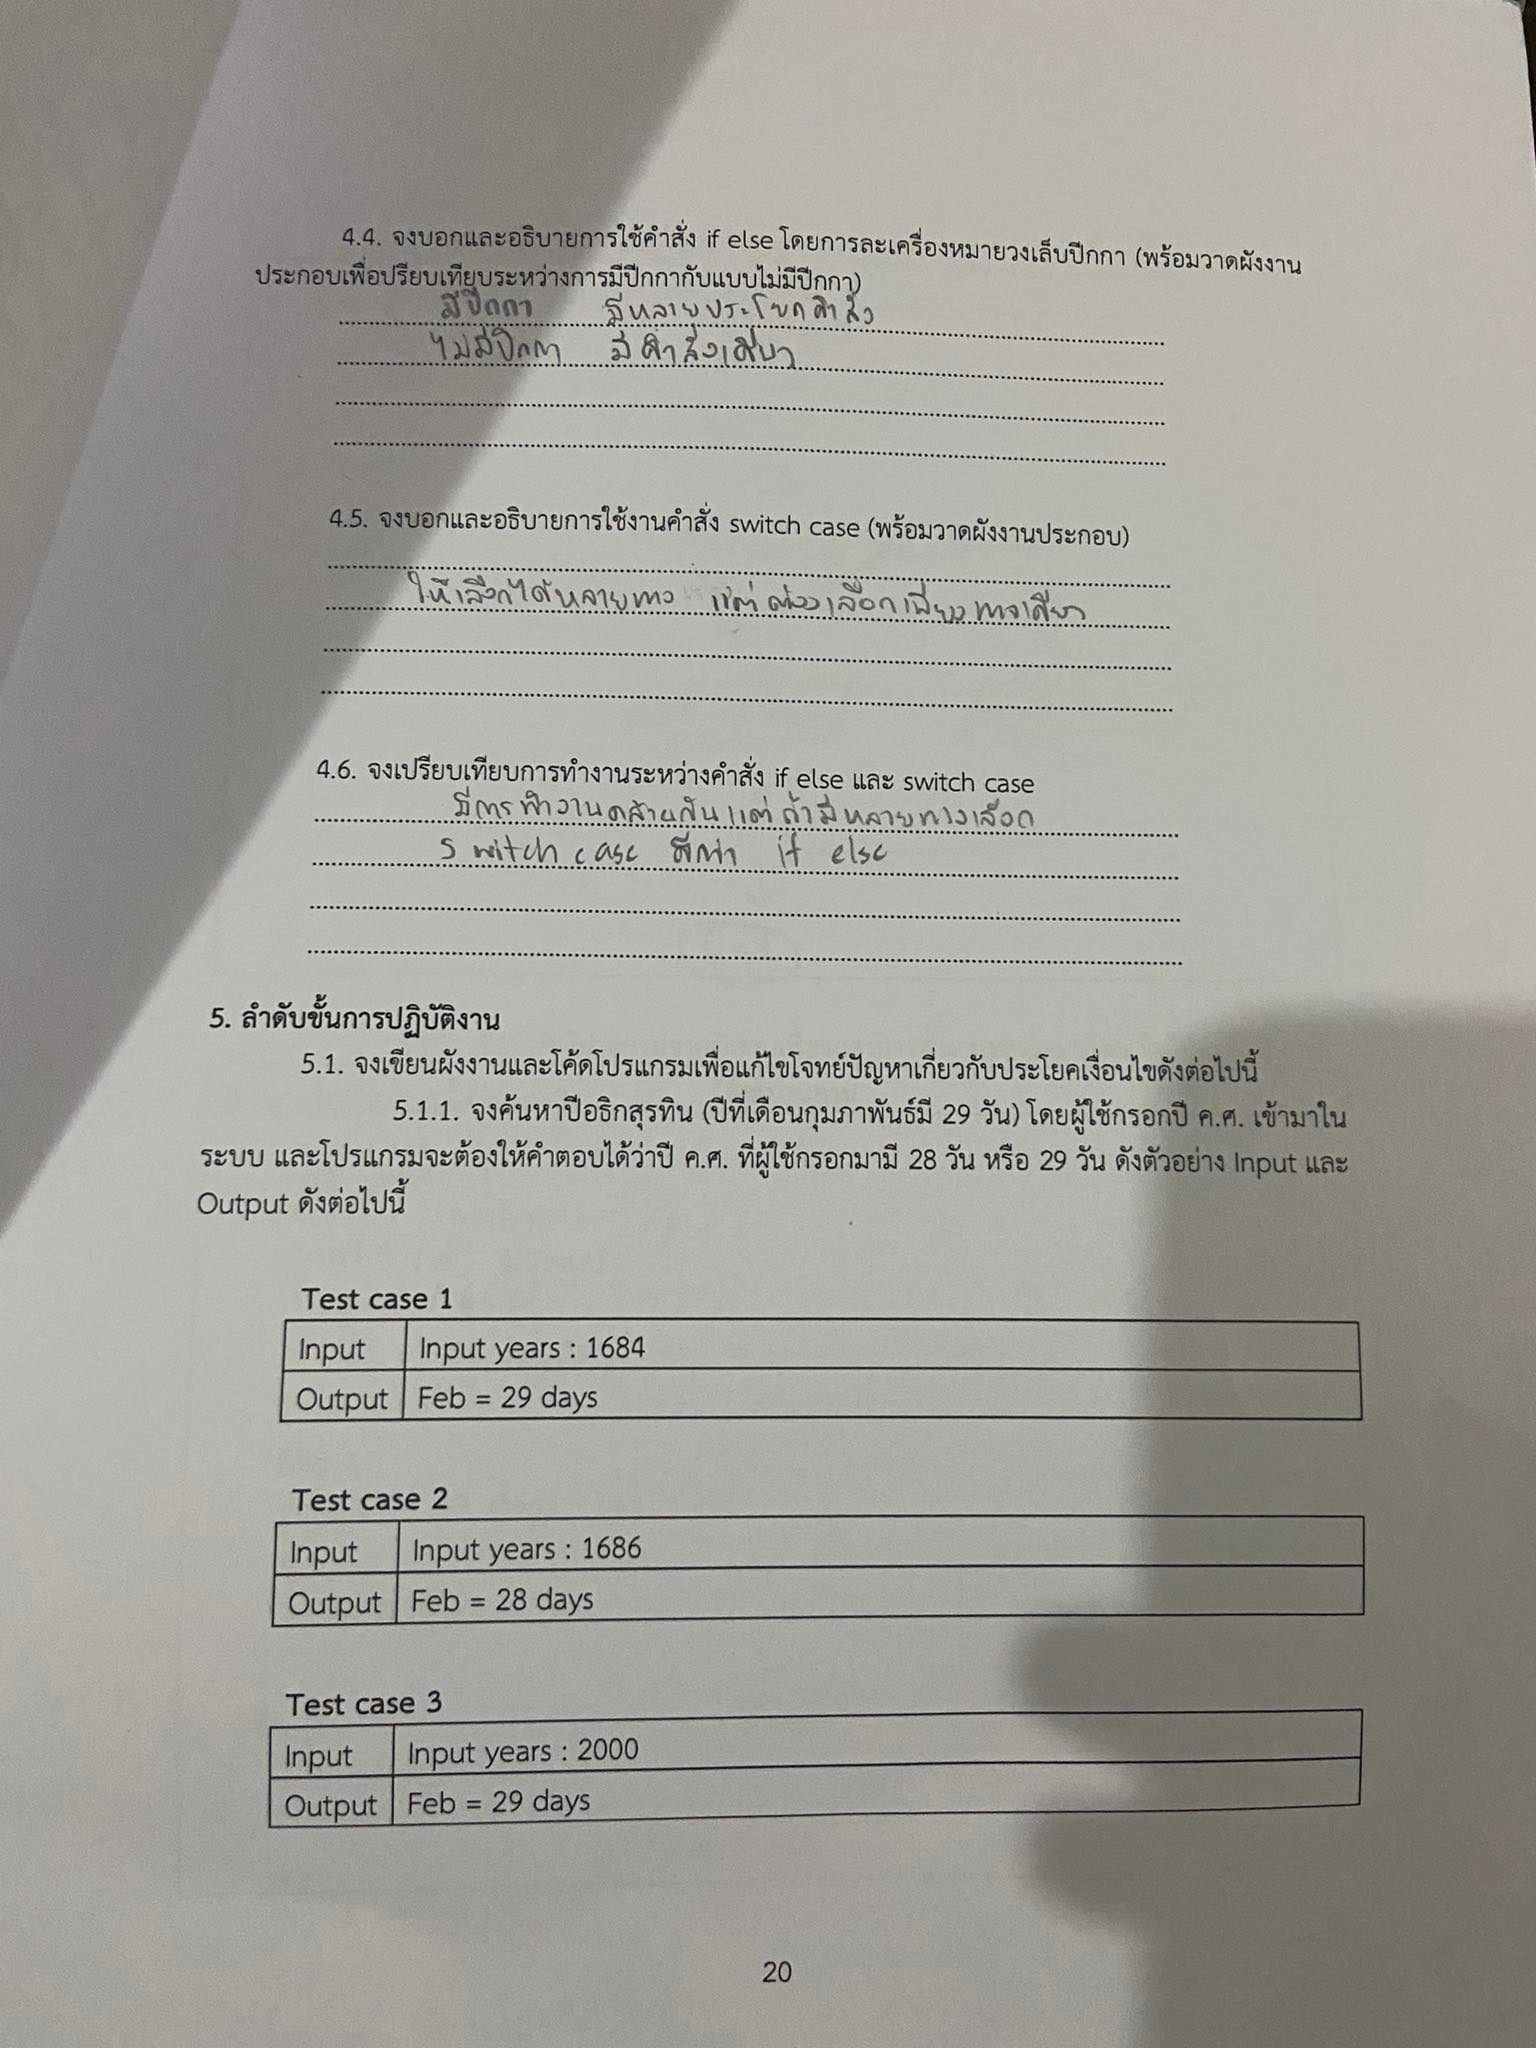 4.4. จงบอกและอธิบายการใช้คำสั่ง if else โดยการละเครื่องหมายวงเล็บปีกกา (พร้อมวาดผังงาน
ประกอบเพื่อปรียบเทียบระหว่างการมีปีกกากับแบบไม่มีปีกกา)
มีปีกกา มีหลายประโยคคำสั่ง
ไม่มีปีกกา มีคำสั่งเดียว
4.5. จงบอกและอธิบายการใช้งานคำสั่ง switch case (พร้อมวาดผังงานประกอบ)
ให้เลือกได้หลายทาง แต่ต้องเลือกเพียงทางเดียว
4.6. จงเปรียบเทียบการทำงานระหว่างคำสั่ง if else และ switch case
มีการทำงานคล้ายกันแต่ถ้ามีหลายทางเลือก
switch case ดีกว่า if else
5. ลำดับขั้นการปฏิบัติงาน
5.1. จงเขียนผังงานและโค้ดโปรแกรมเพื่อแก้ไขโจทย์ปัญหาเกี่ยวกับประโยคเงื่อนไขดังต่อไปนี้
5.1.1. จงค้นหาปีอธิกสุรทิน (ปีที่เดือนกุมภาพันธ์มี 29 วัน) โดยผู้ใช้กรอกปี ค.ศ. เข้ามาใน
ระบบ และโปรแกรมจะต้องให้คำตอบได้ว่าปี ค.ศ. ที่ผู้ใช้กรอกมามี 28 วัน หรือ 29 วัน ดังตัวอย่าง Input และ
Output ดังต่อไปนี้
Test case 1
Input Input years : 1684
Output Feb = 29 days
Test case 2
Input Input years : 1686
Output Feb = 28 days
Test case 3
Input Input years : 2000
Output Feb = 29 days
20